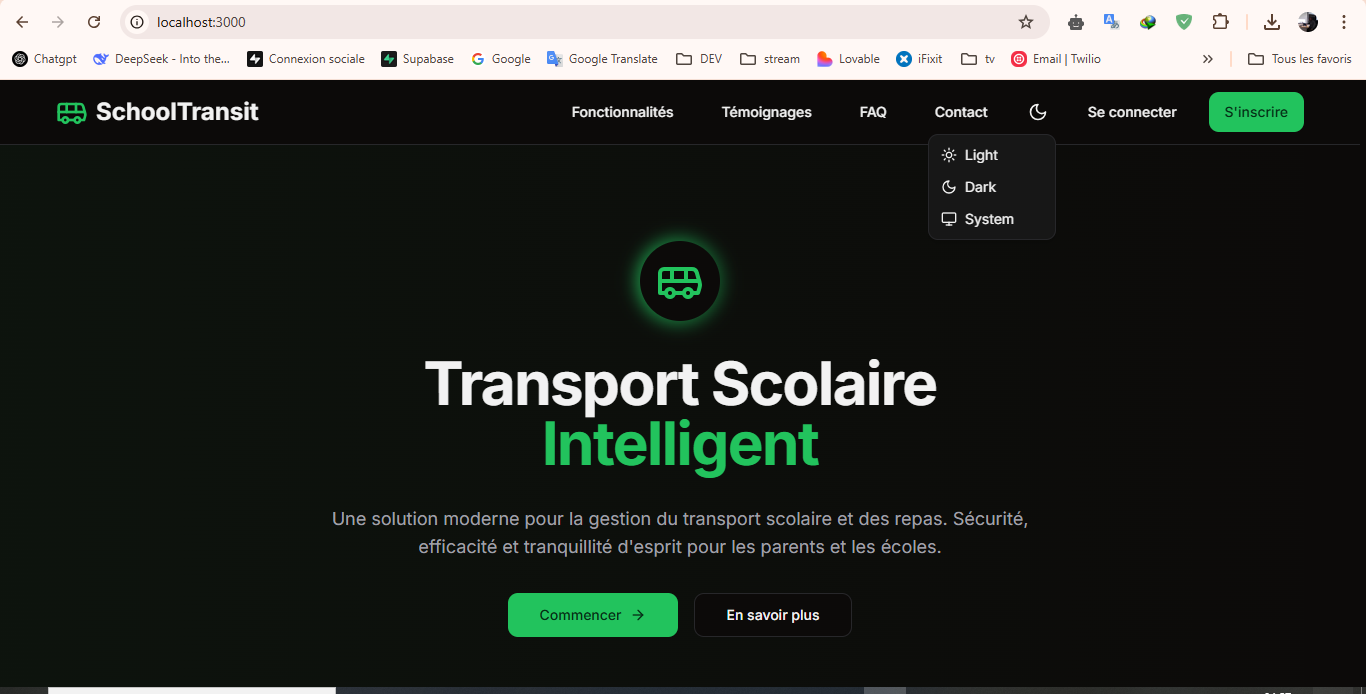 localhost:3000
Chatgpt
DeepSeek - Into the...
Connexion sociale
Supabase
Google
Google Translate
DEV
stream
Lovable
iFixit
tv
Email | Twilio
Tous les favoris
SchoolTransit
Fonctionnalités
Témoignages
FAQ
Contact
Se connecter
S'inscrire
Light
Dark
System
Transport Scolaire
Intelligent
Une solution moderne pour la gestion du transport scolaire et des repas. Sécurité,
efficacité et tranquillité d'esprit pour les parents et les écoles.
Commencer
En savoir plus